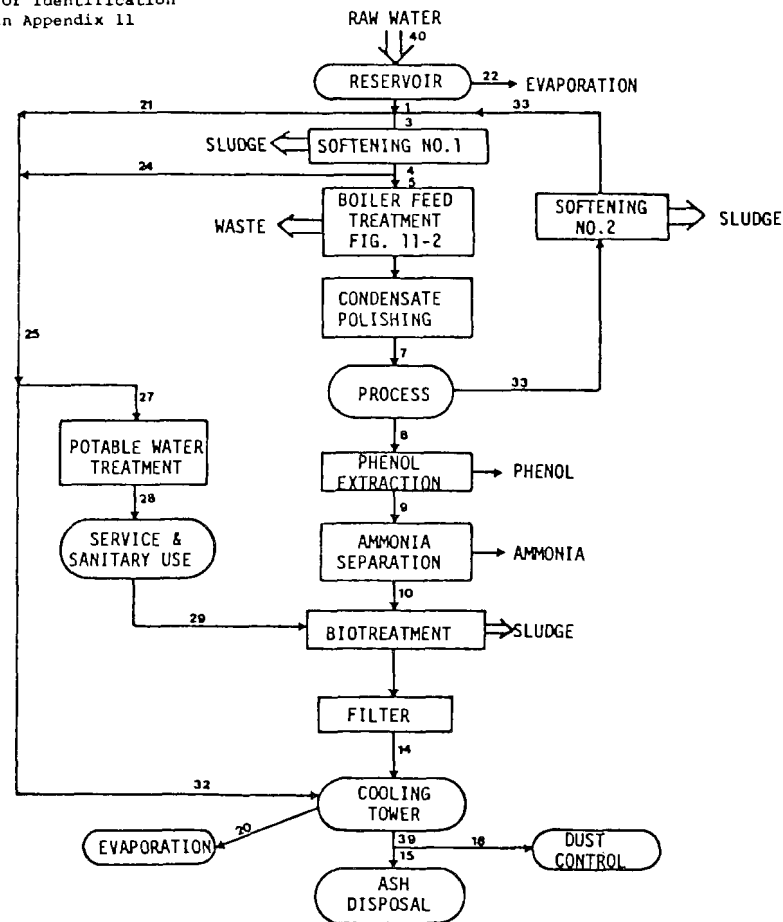 or identification
n Appendix 11
RAW WATER
40
RESERVOIR
22
EVAPORATION
21
1
33
3
SLUDGE
SOFTENING NO.1
24
4
5
WASTE
BOILER FEED
TREATMENT
FIG. 11-2
SOFTENING
NO.2
SLUDGE
CONDENSATE
POLISHING
25
7
PROCESS
33
27
8
POTABLE WATER
TREATMENT
PHENOL
EXTRACTION
PHENOL
28
9
SERVICE &
SANITARY USE
AMMONIA
SEPARATION
AMMONIA
10
29
BIOTREATMENT
SLUDGE
FILTER
14
32
COOLING
TOWER
20
EVAPORATION
39
15
16
DUST
CONTROL
ASH
DISPOSAL